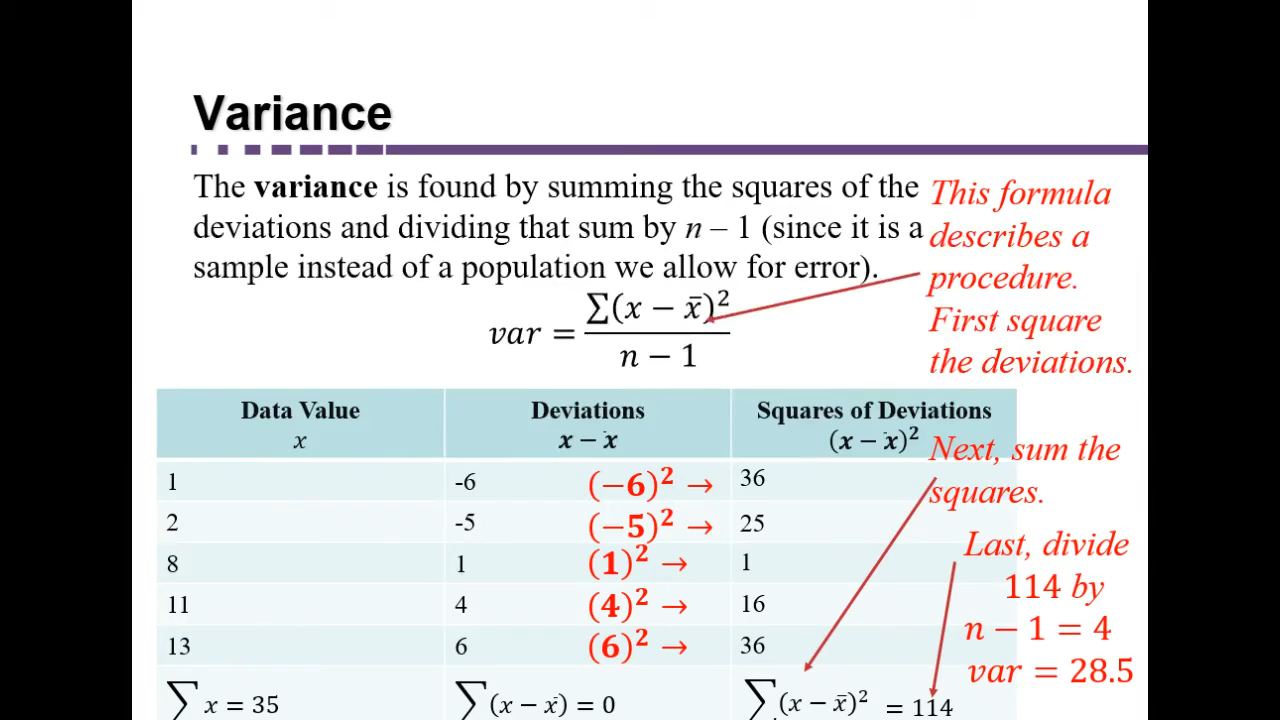 Variance
The variance is found by summing the squares of the
deviations and dividing that sum by n – 1 (since it is a
sample instead of a population we allow for error).
var = ∑(x − x̄)² / n − 1
This formula
describes a
procedure.
First square
the deviations.
Data Value Deviations Squares of Deviations
x x − x̄ (x − x̄)²
1 -6 (−6)² → 36
2 -5 (−5)² → 25
8 1 (1)² → 1
11 4 (4)² → 16
13 6 (6)² → 36
∑ x = 35 ∑ (x − x̄) = 0 ∑ (x − x̄)² = 114
Next, sum the
squares.
Last, divide
114 by
n − 1 = 4
var = 28.5